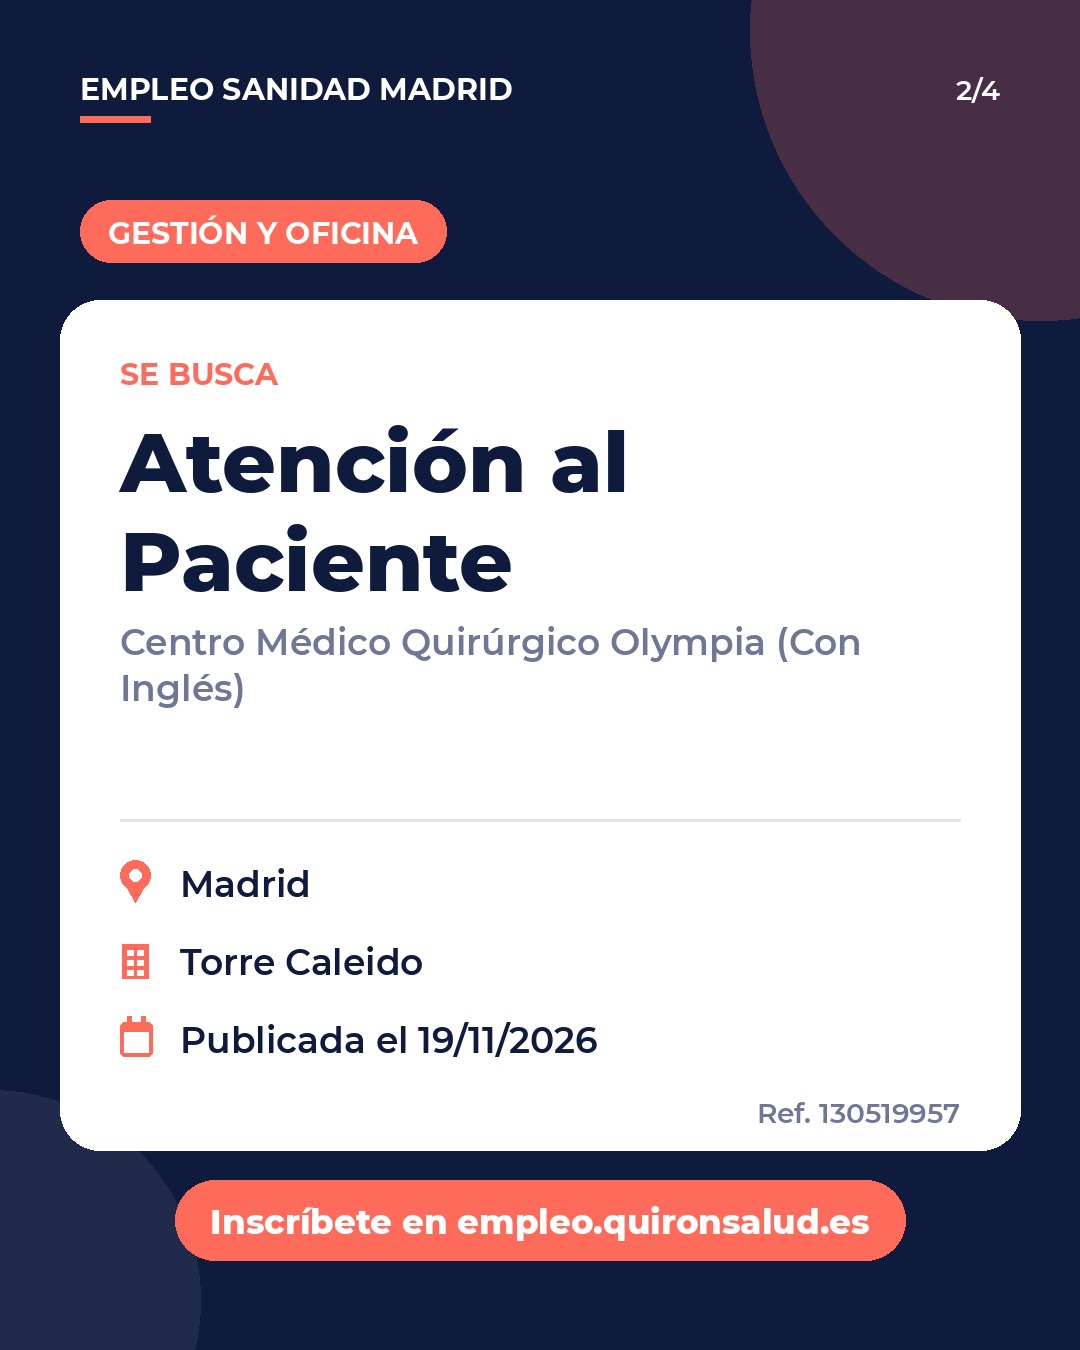 EMPLEO SANIDAD MADRID
2/4
GESTIÓN Y OFICINA
SE BUSCA
Atención al
Paciente
Centro Médico Quirúrgico Olympia (Con
Inglés)
Madrid
Torre Caleido
Publicada el 19/11/2026
Ref. 130519957
Inscríbete en empleo.quironsalud.es